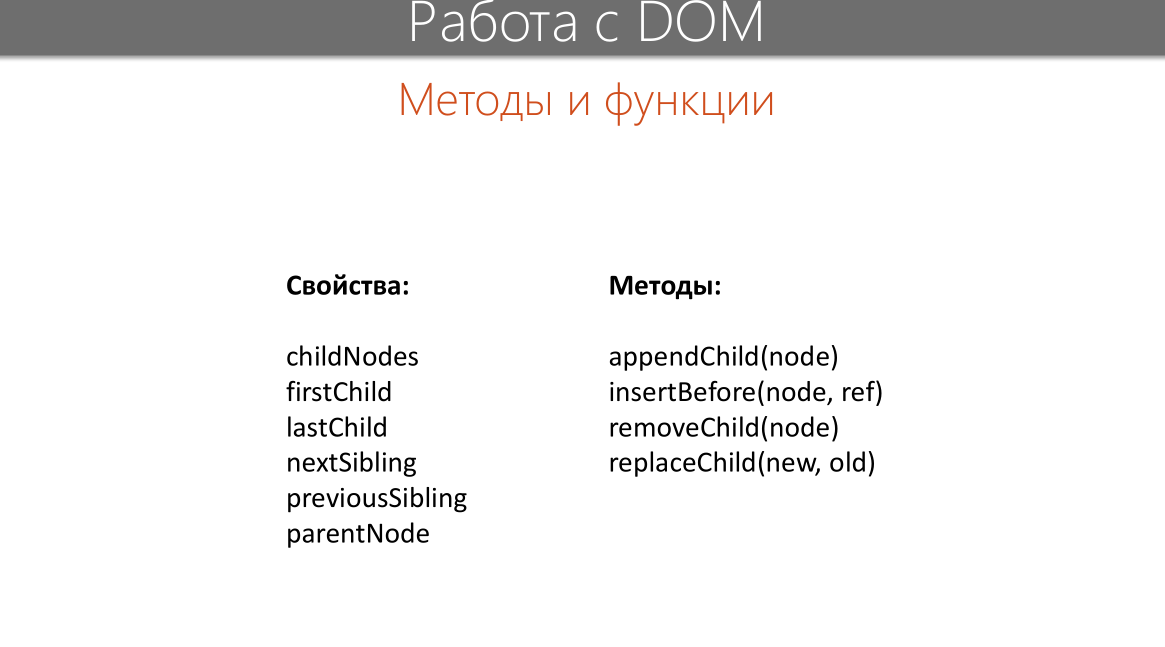 Работа с DOM
Методы и функции
Свойства:
childNodes
firstChild
lastChild
nextSibling
previousSibling
parentNode
Методы:
appendChild(node)
insertBefore(node, ref)
removeChild(node)
replaceChild(new, old)